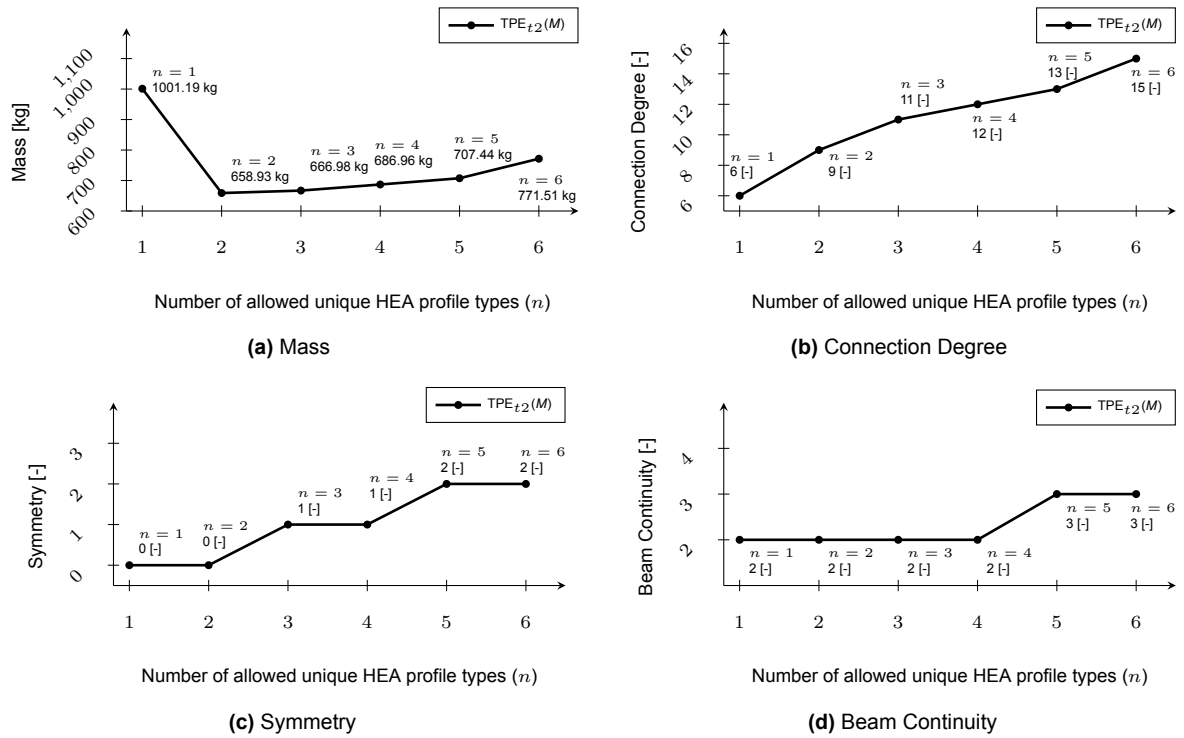 TPEt2(M)
Mass [kg]
1,100
1,000
900
800
700
600
n = 1
1001.19 kg
n = 2
658.93 kg
n = 3
666.98 kg
n = 4
686.96 kg
n = 5
707.44 kg
n = 6
771.51 kg
1 2 3 4 5 6
Number of allowed unique HEA profile types (n)
(a) Mass
TPEt2(M)
Connection Degree [-]
16
14
12
10
8
6
n = 1
6 [-]
n = 2
9 [-]
n = 3
11 [-]
n = 4
12 [-]
n = 5
13 [-]
n = 6
15 [-]
1 2 3 4 5 6
Number of allowed unique HEA profile types (n)
(b) Connection Degree
TPEt2(M)
Symmetry [-]
3
2
1
0
n = 1
0 [-]
n = 2
0 [-]
n = 3
1 [-]
n = 4
1 [-]
n = 5
2 [-]
n = 6
2 [-]
1 2 3 4 5 6
Number of allowed unique HEA profile types (n)
(c) Symmetry
TPEt2(M)
Beam Continuity [-]
4
3
2
n = 1
2 [-]
n = 2
2 [-]
n = 3
2 [-]
n = 4
2 [-]
n = 5
3 [-]
n = 6
3 [-]
1 2 3 4 5 6
Number of allowed unique HEA profile types (n)
(d) Beam Continuity